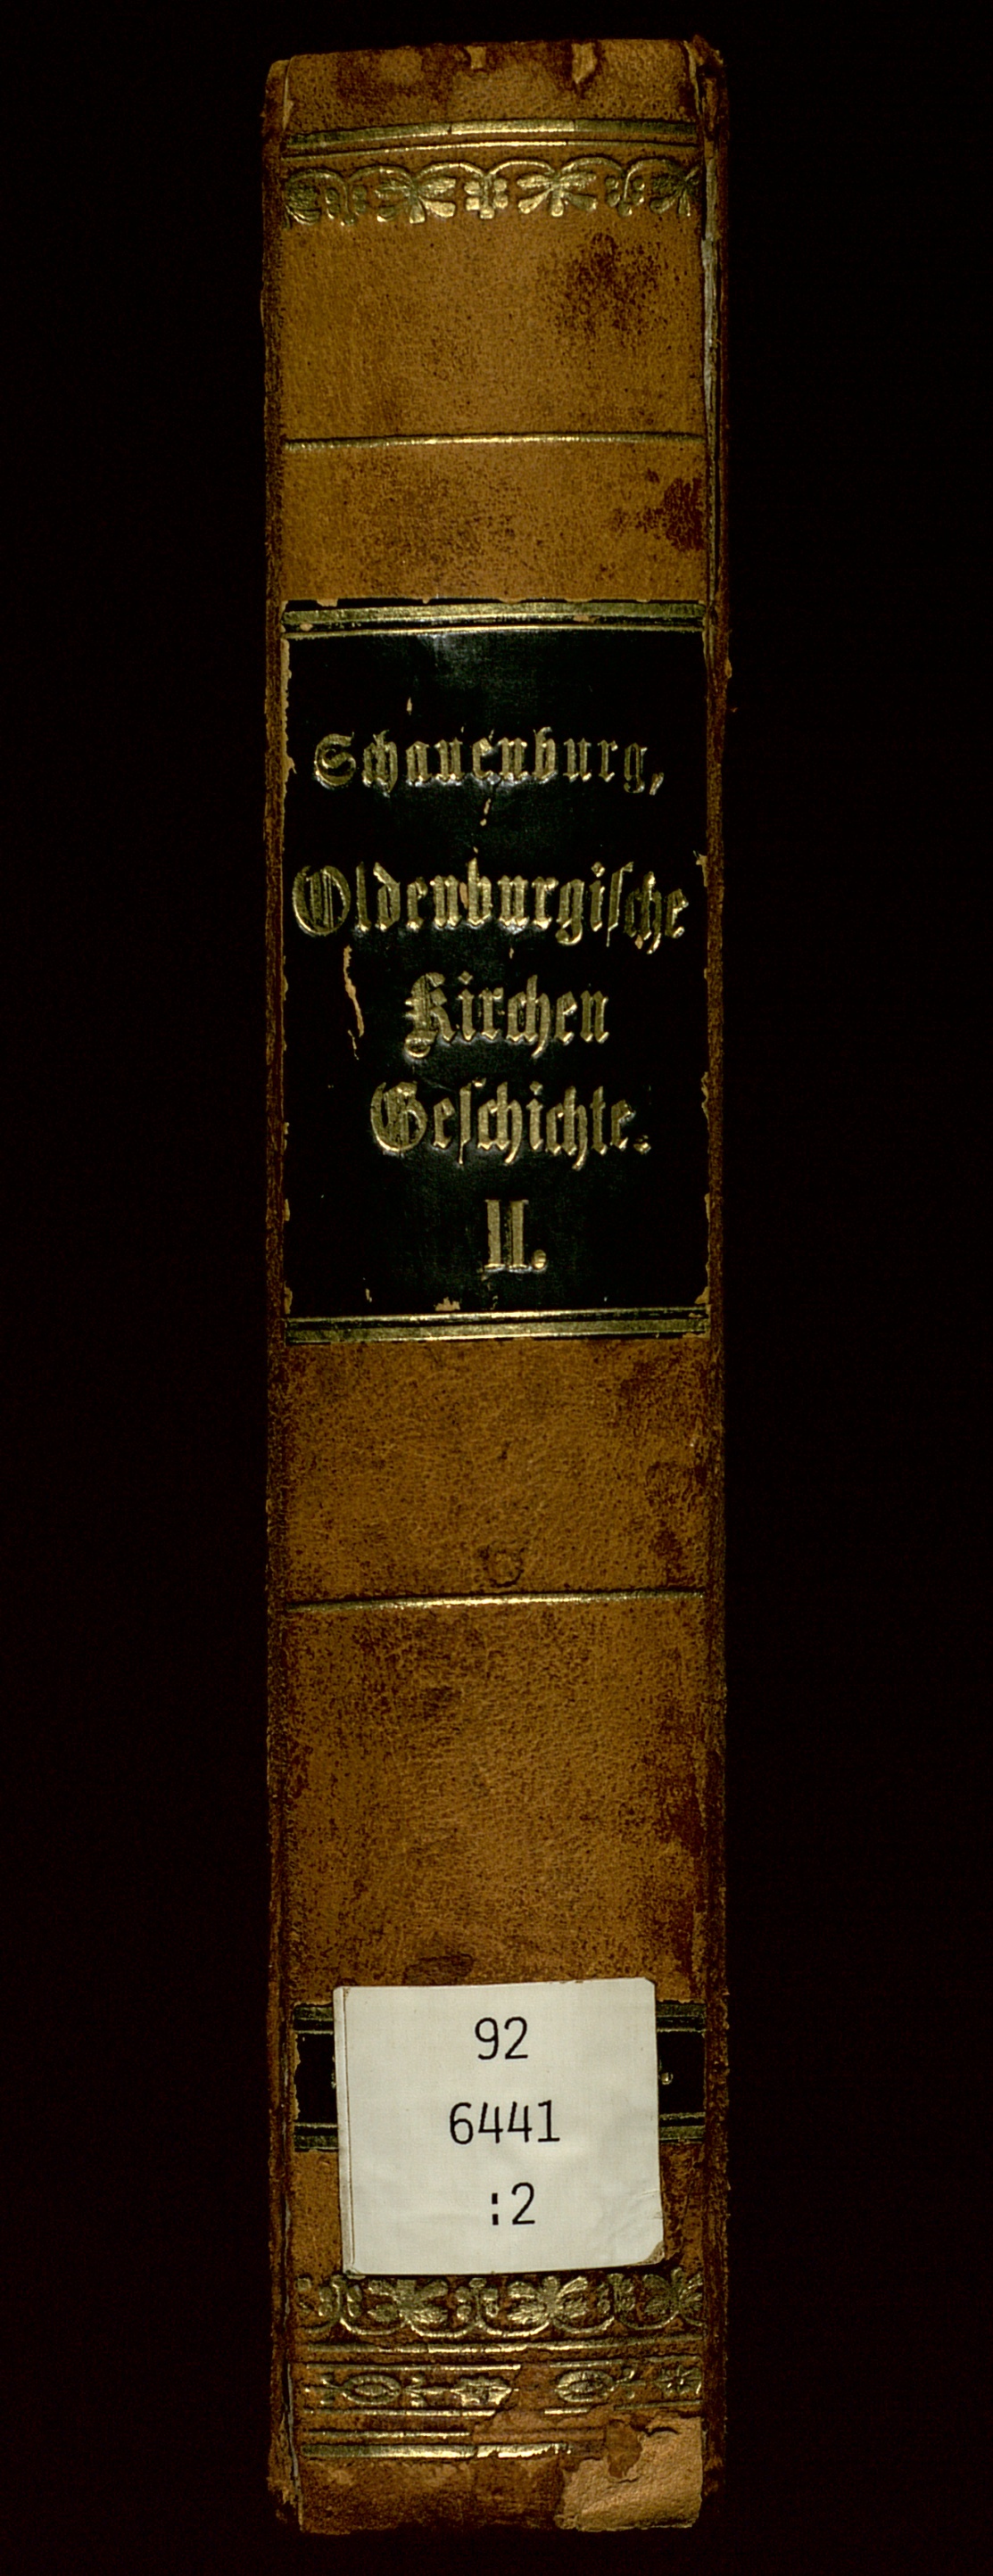 Schauenburg,
Oldenburgiſche
Kirchen
Geſchichte.
II.
92
6441
:2